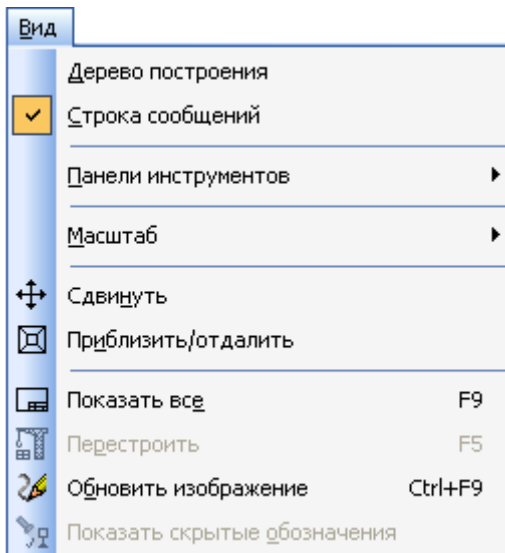 Вид
Дерево построения
Строка сообщений
Панели инструментов
Масштаб
Сдвинуть
Приблизить/отдалить
Показать все F9
Перестроить F5
Обновить изображение Ctrl+F9
Показать скрытые обозначения